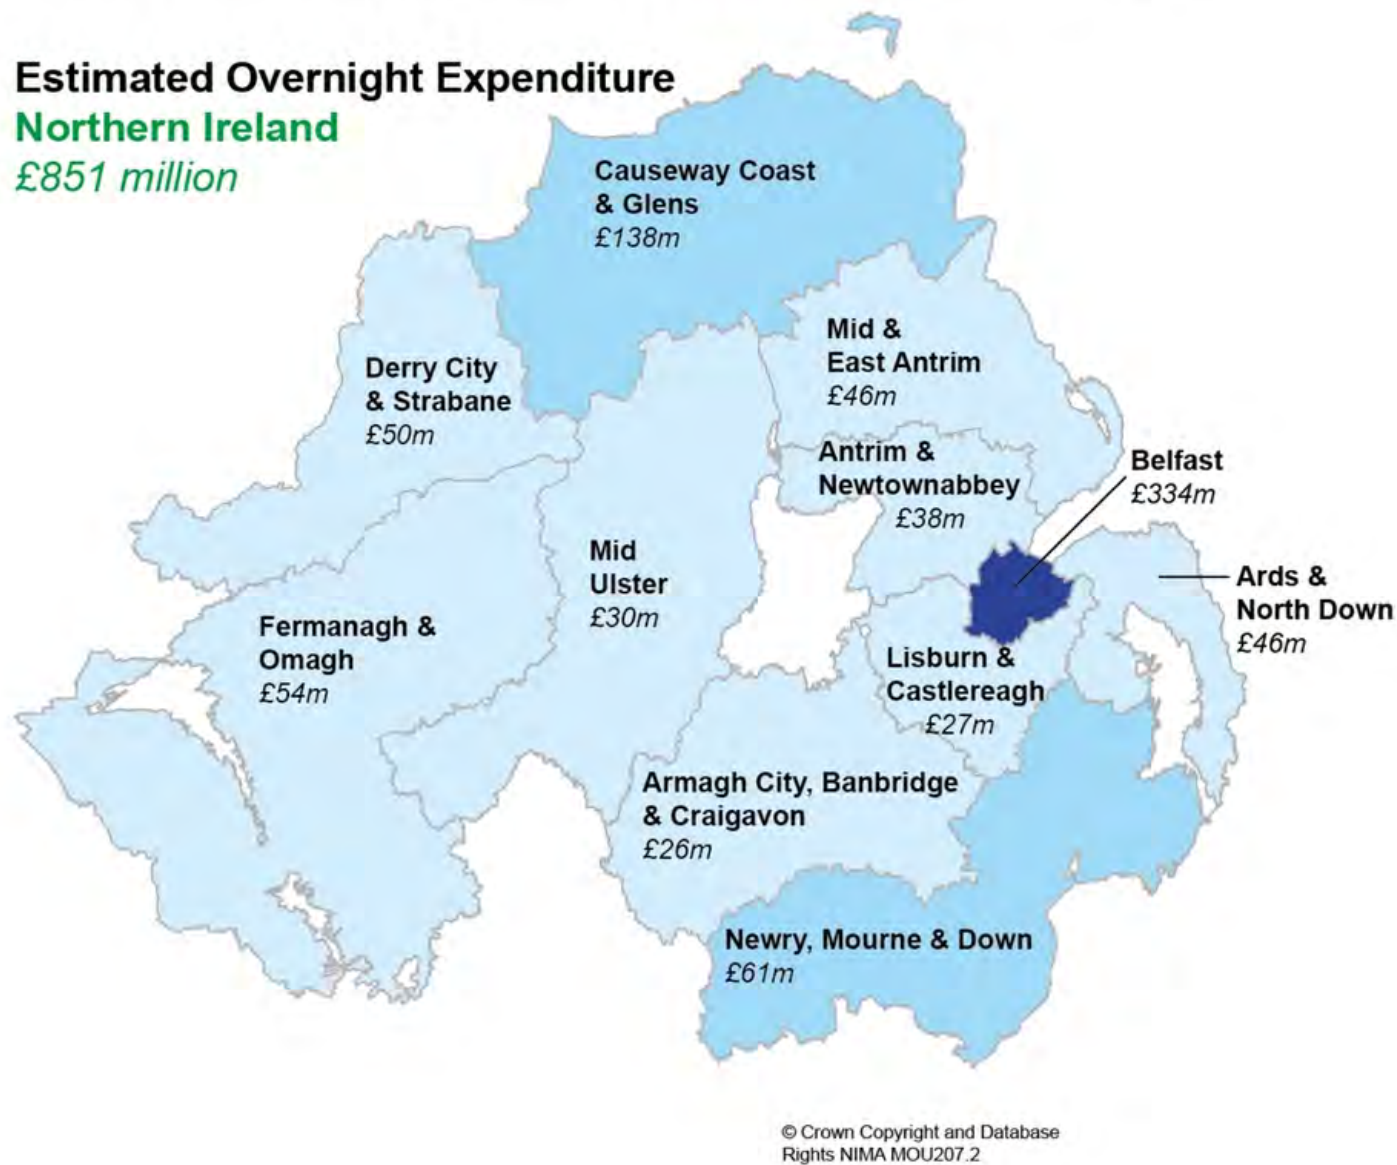 Estimated Overnight Expenditure
Northern Ireland
£851 million
Causeway Coast
& Glens
£138m
Mid &
East Antrim
£46m
Derry City
& Strabane
£50m
Antrim &
Newtownabbey
£38m
Belfast
£334m
Mid
Ulster
£30m
Ards &
North Down
£46m
Fermanagh &
Omagh
£54m
Lisburn &
Castlereagh
£27m
Armagh City, Banbridge
& Craigavon
£26m
Newry, Mourne & Down
£61m
© Crown Copyright and Database
Rights NIMA MOU207.2